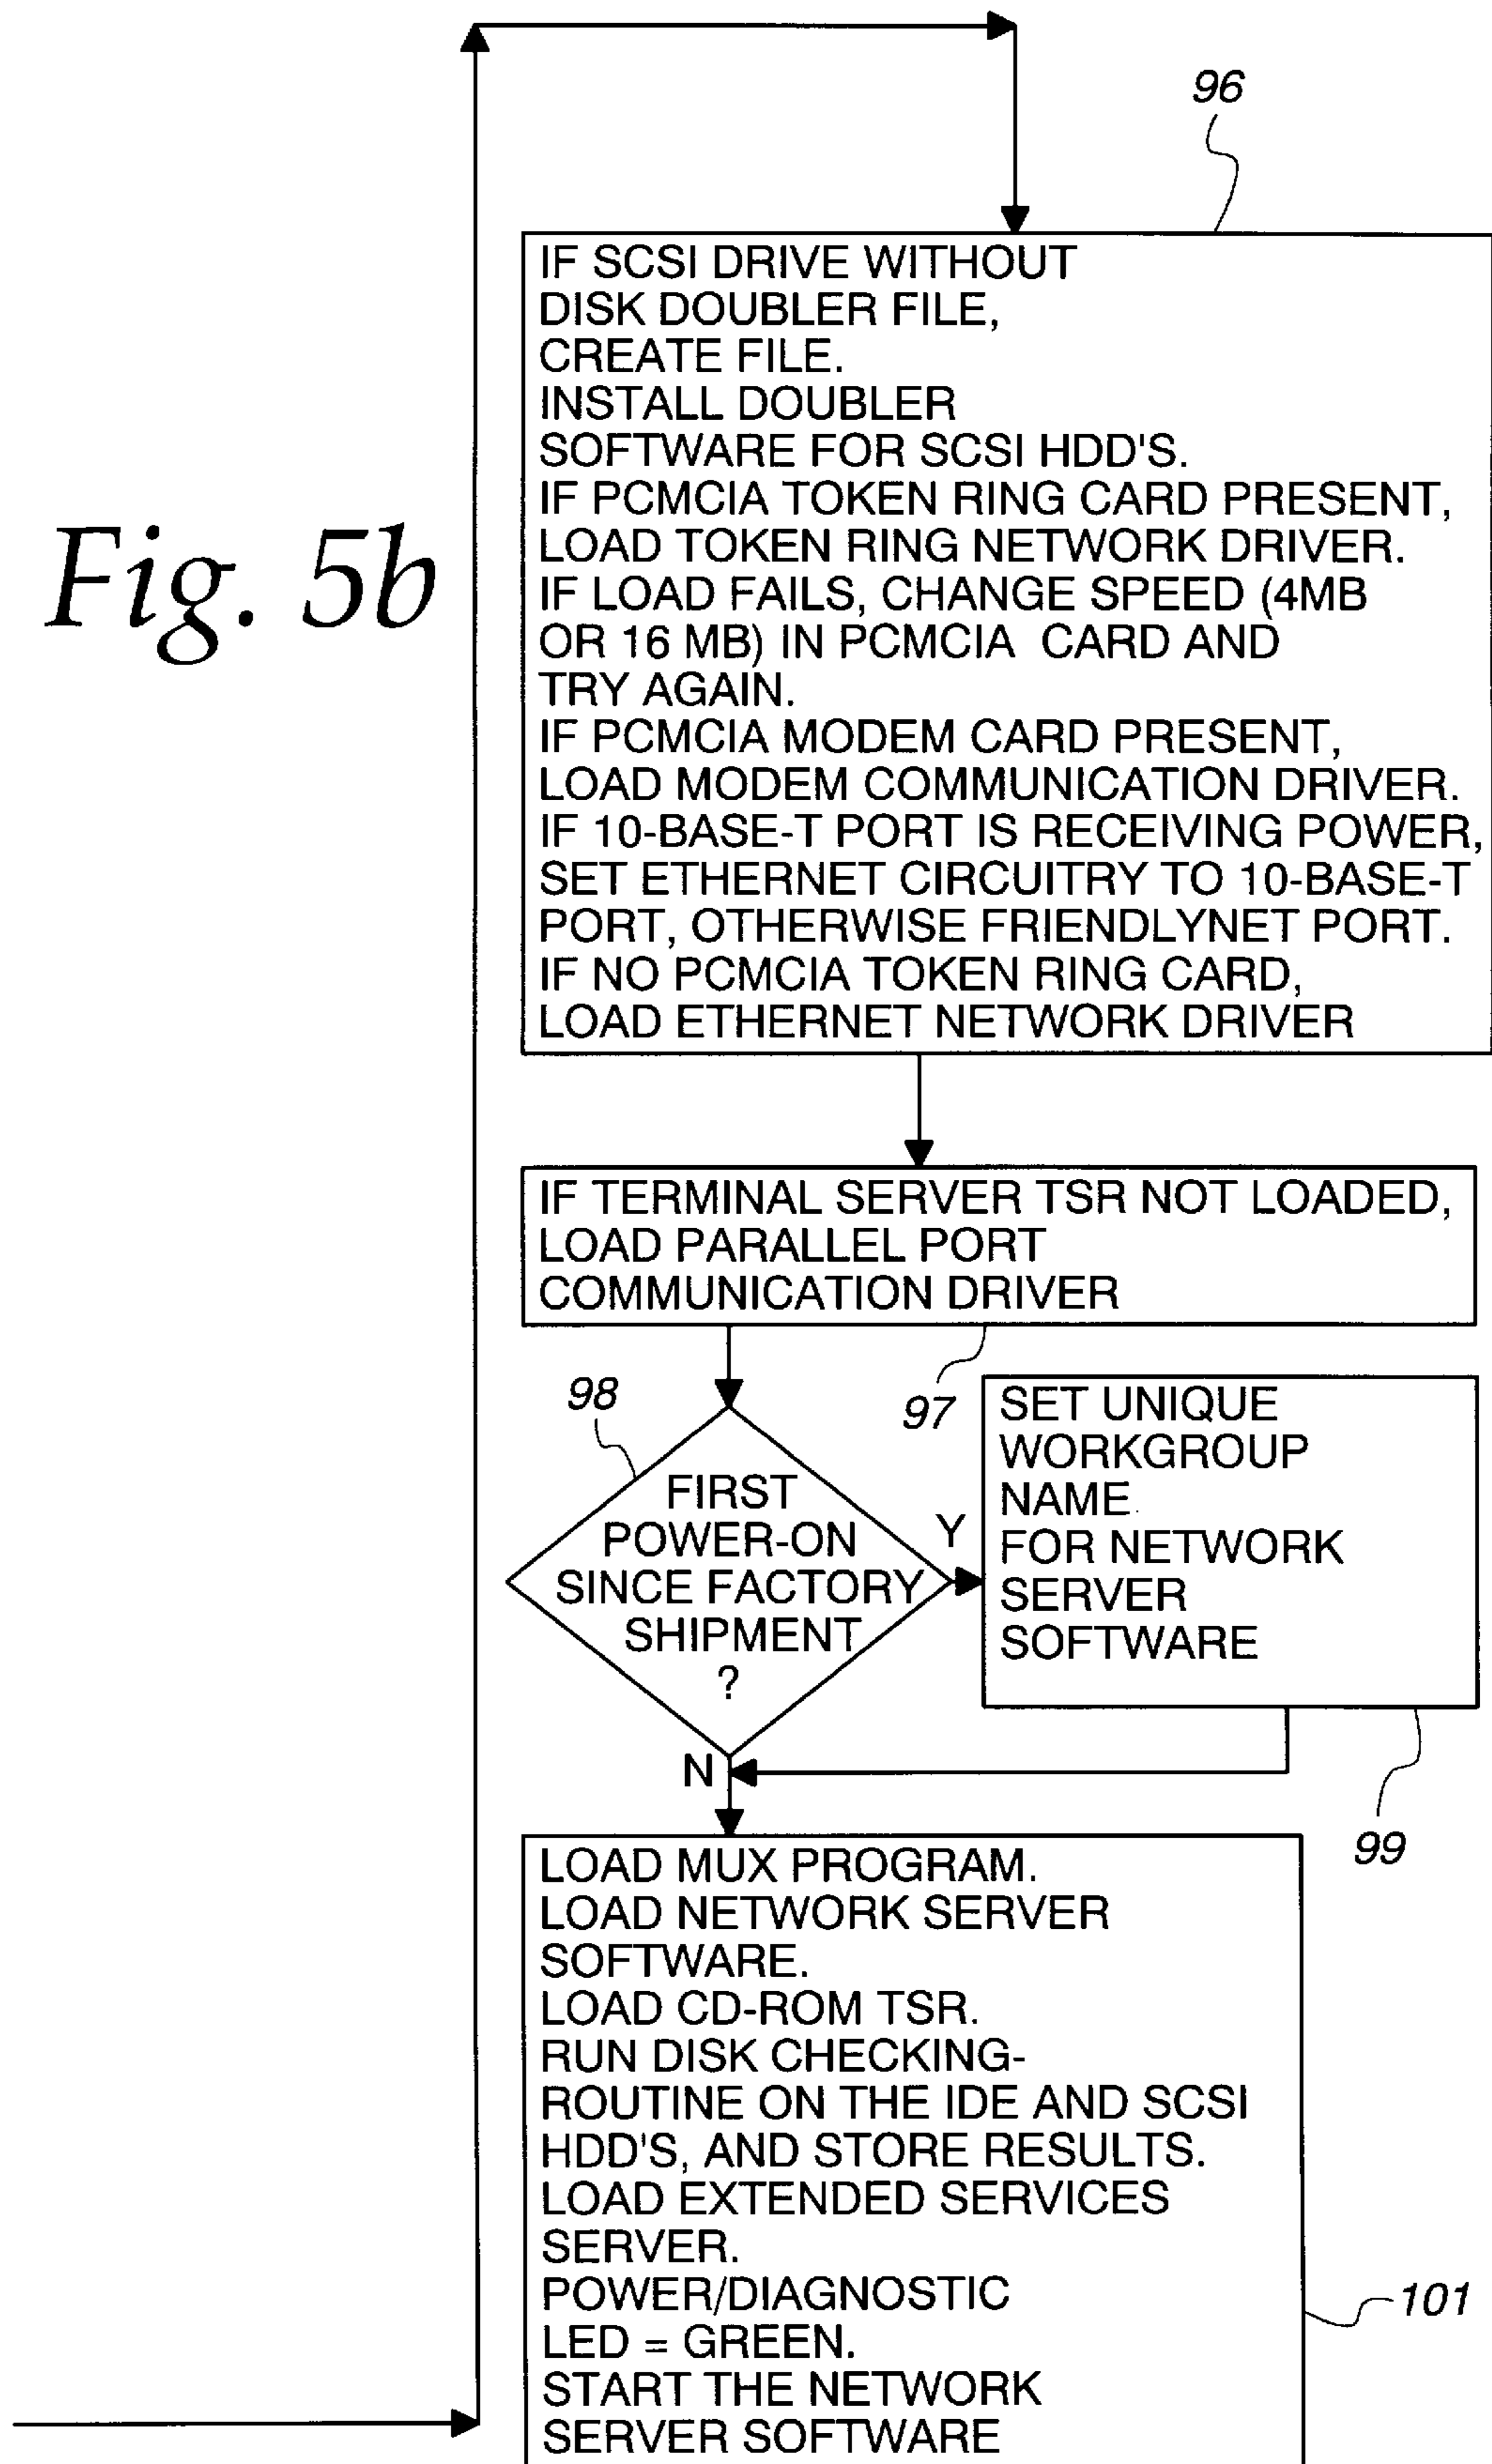 Fig. 5b
96
IF SCSI DRIVE WITHOUT
DISK DOUBLER FILE,
CREATE FILE.
INSTALL DOUBLER
SOFTWARE FOR SCSI HDD'S.
IF PCMCIA TOKEN RING CARD PRESENT,
LOAD TOKEN RING NETWORK DRIVER.
IF LOAD FAILS, CHANGE SPEED (4MB
OR 16 MB) IN PCMCIA CARD AND
TRY AGAIN.
IF PCMCIA MODEM CARD PRESENT,
LOAD MODEM COMMUNICATION DRIVER.
IF 10-BASE-T PORT IS RECEIVING POWER,
SET ETHERNET CIRCUITRY TO 10-BASE-T
PORT, OTHERWISE FRIENDLYNET PORT.
IF NO PCMCIA TOKEN RING CARD,
LOAD ETHERNET NETWORK DRIVER
IF TERMINAL SERVER TSR NOT LOADED,
LOAD PARALLEL PORT
COMMUNICATION DRIVER
97
98
FIRST
POWER-ON
SINCE FACTORY
SHIPMENT
?
Y
N
SET UNIQUE
WORKGROUP
NAME.
FOR NETWORK
SERVER
SOFTWARE
99
LOAD MUX PROGRAM.
LOAD NETWORK SERVER
SOFTWARE.
LOAD CD-ROM TSR.
RUN DISK CHECKING-
ROUTINE ON THE IDE AND SCSI
HDD'S, AND STORE RESULTS.
LOAD EXTENDED SERVICES
SERVER.
POWER/DIAGNOSTIC
LED = GREEN.
START THE NETWORK
SERVER SOFTWARE
101